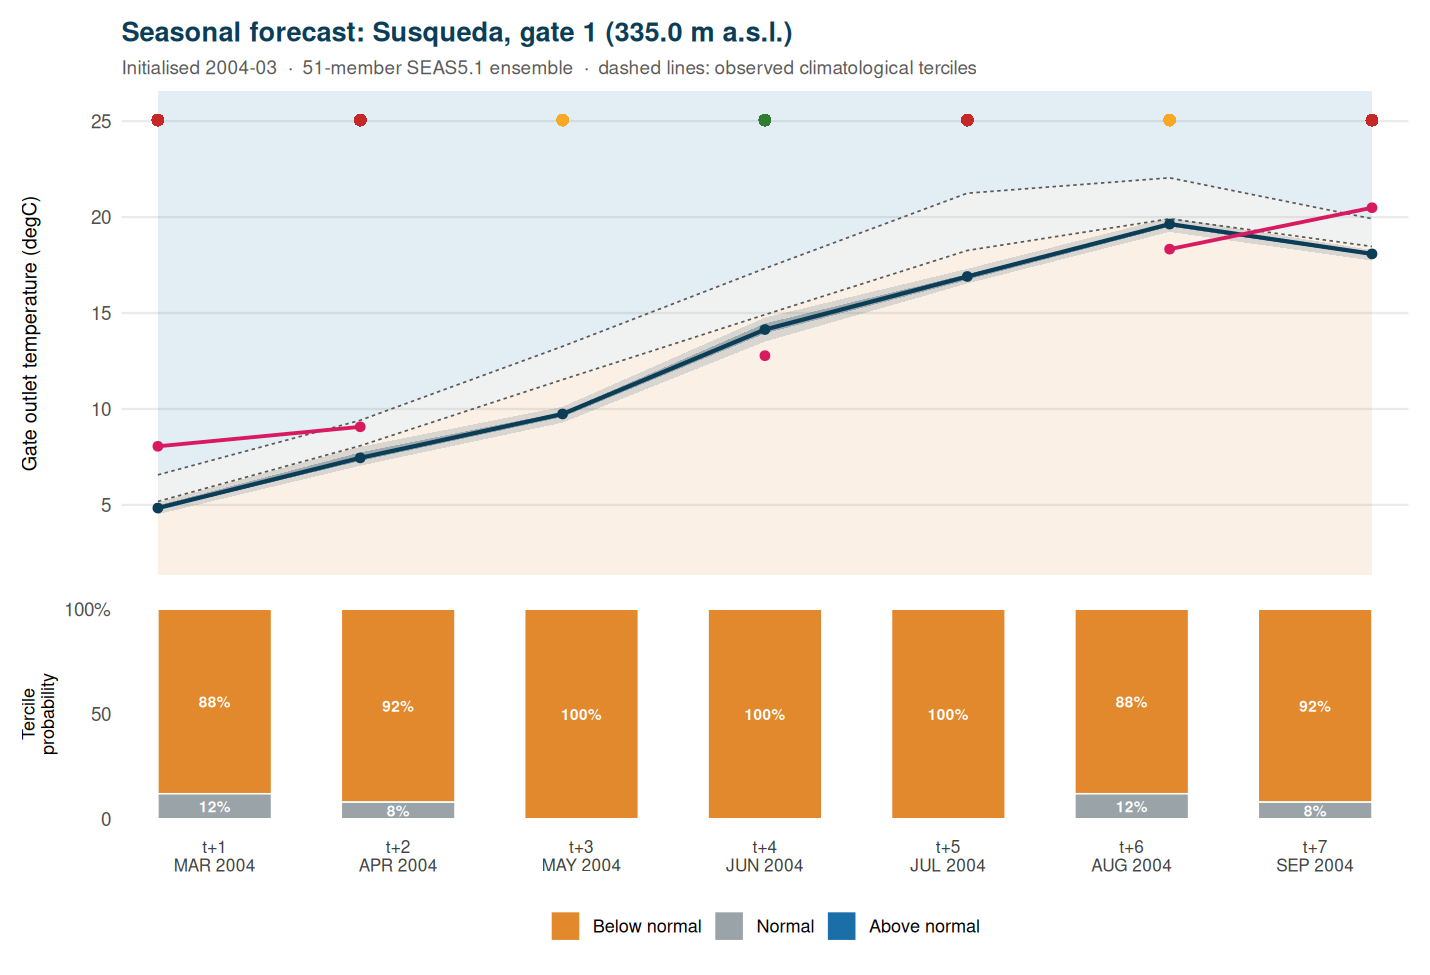 Seasonal forecast: Susqueda, gate 1 (335.0 m a.s.l.)
Initialised 2004-03 · 51-member SEAS5.1 ensemble · dashed lines: observed climatological terciles
Gate outlet temperature (degC)
25
20
15
10
5
Tercile
probability
100%
50
0
88%
92%
100%
100%
100%
88%
92%
12%
8%
12%
8%
t+1
MAR 2004
t+2
APR 2004
t+3
MAY 2004
t+4
JUN 2004
t+5
JUL 2004
t+6
AUG 2004
t+7
SEP 2004
Below normal
Normal
Above normal